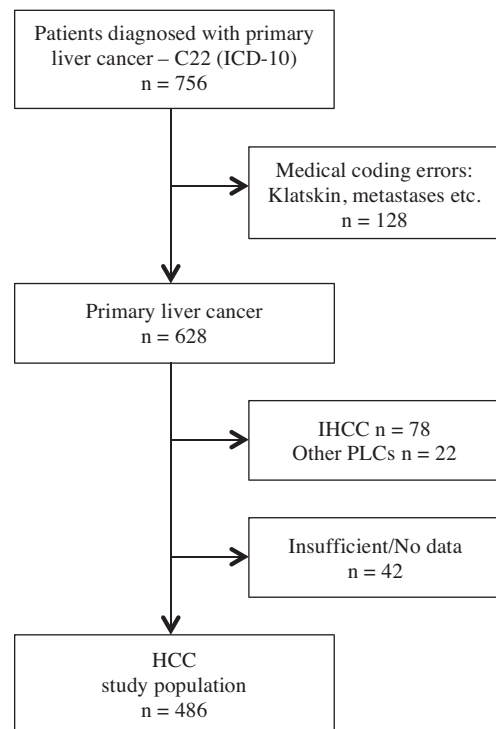 Patients diagnosed with primary
liver cancer – C22 (ICD-10)
n = 756
Medical coding errors:
Klatskin, metastases etc.
n = 128
Primary liver cancer
n = 628
IHCC n = 78
Other PLCs n = 22
Insufficient/No data
n = 42
HCC
study population
n = 486